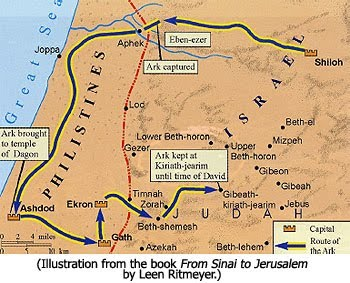 Great Sea
Eben-ezer
Joppa
Aphek
Shiloh
Ark captured
PHILISTINES
ISRAEL
Lod
Ark brought
to temple
of Dagon
Beth-el
Lower Beth-horon
Mizpeh
Gezer
Upper
Beth-horon
Ark kept at
Kiriath-jearim
until time of David
Gibeon
Gibeah
Ashdod
Ekron
Timnah
Zorah
Gibeath-
kiriath-jearim
Jebus
JUDAH
Beth-shemesh
Gath
Azekah
Beth-lehem
0 2 4 miles
0 2 4 6 kilometers
Capital
Route of
the Ark
(Illustration from the book From Sinai to Jerusalem
by Leen Ritmeyer.)